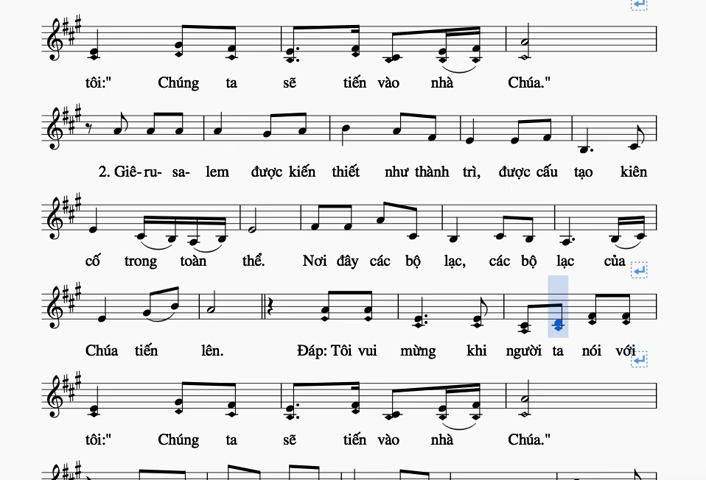 tôi:" Chúng ta sẽ tiến vào nhà Chúa."
2. Giê-ru- sa- lem được kiến thiết như thành trì, được cấu tạo kiên
cố trong toàn thể. Nơi đây các bộ lạc, các bộ lạc của
Chúa tiến lên. Đáp: Tôi vui mừng khi người ta nói với
tôi:" Chúng ta sẽ tiến vào nhà Chúa."